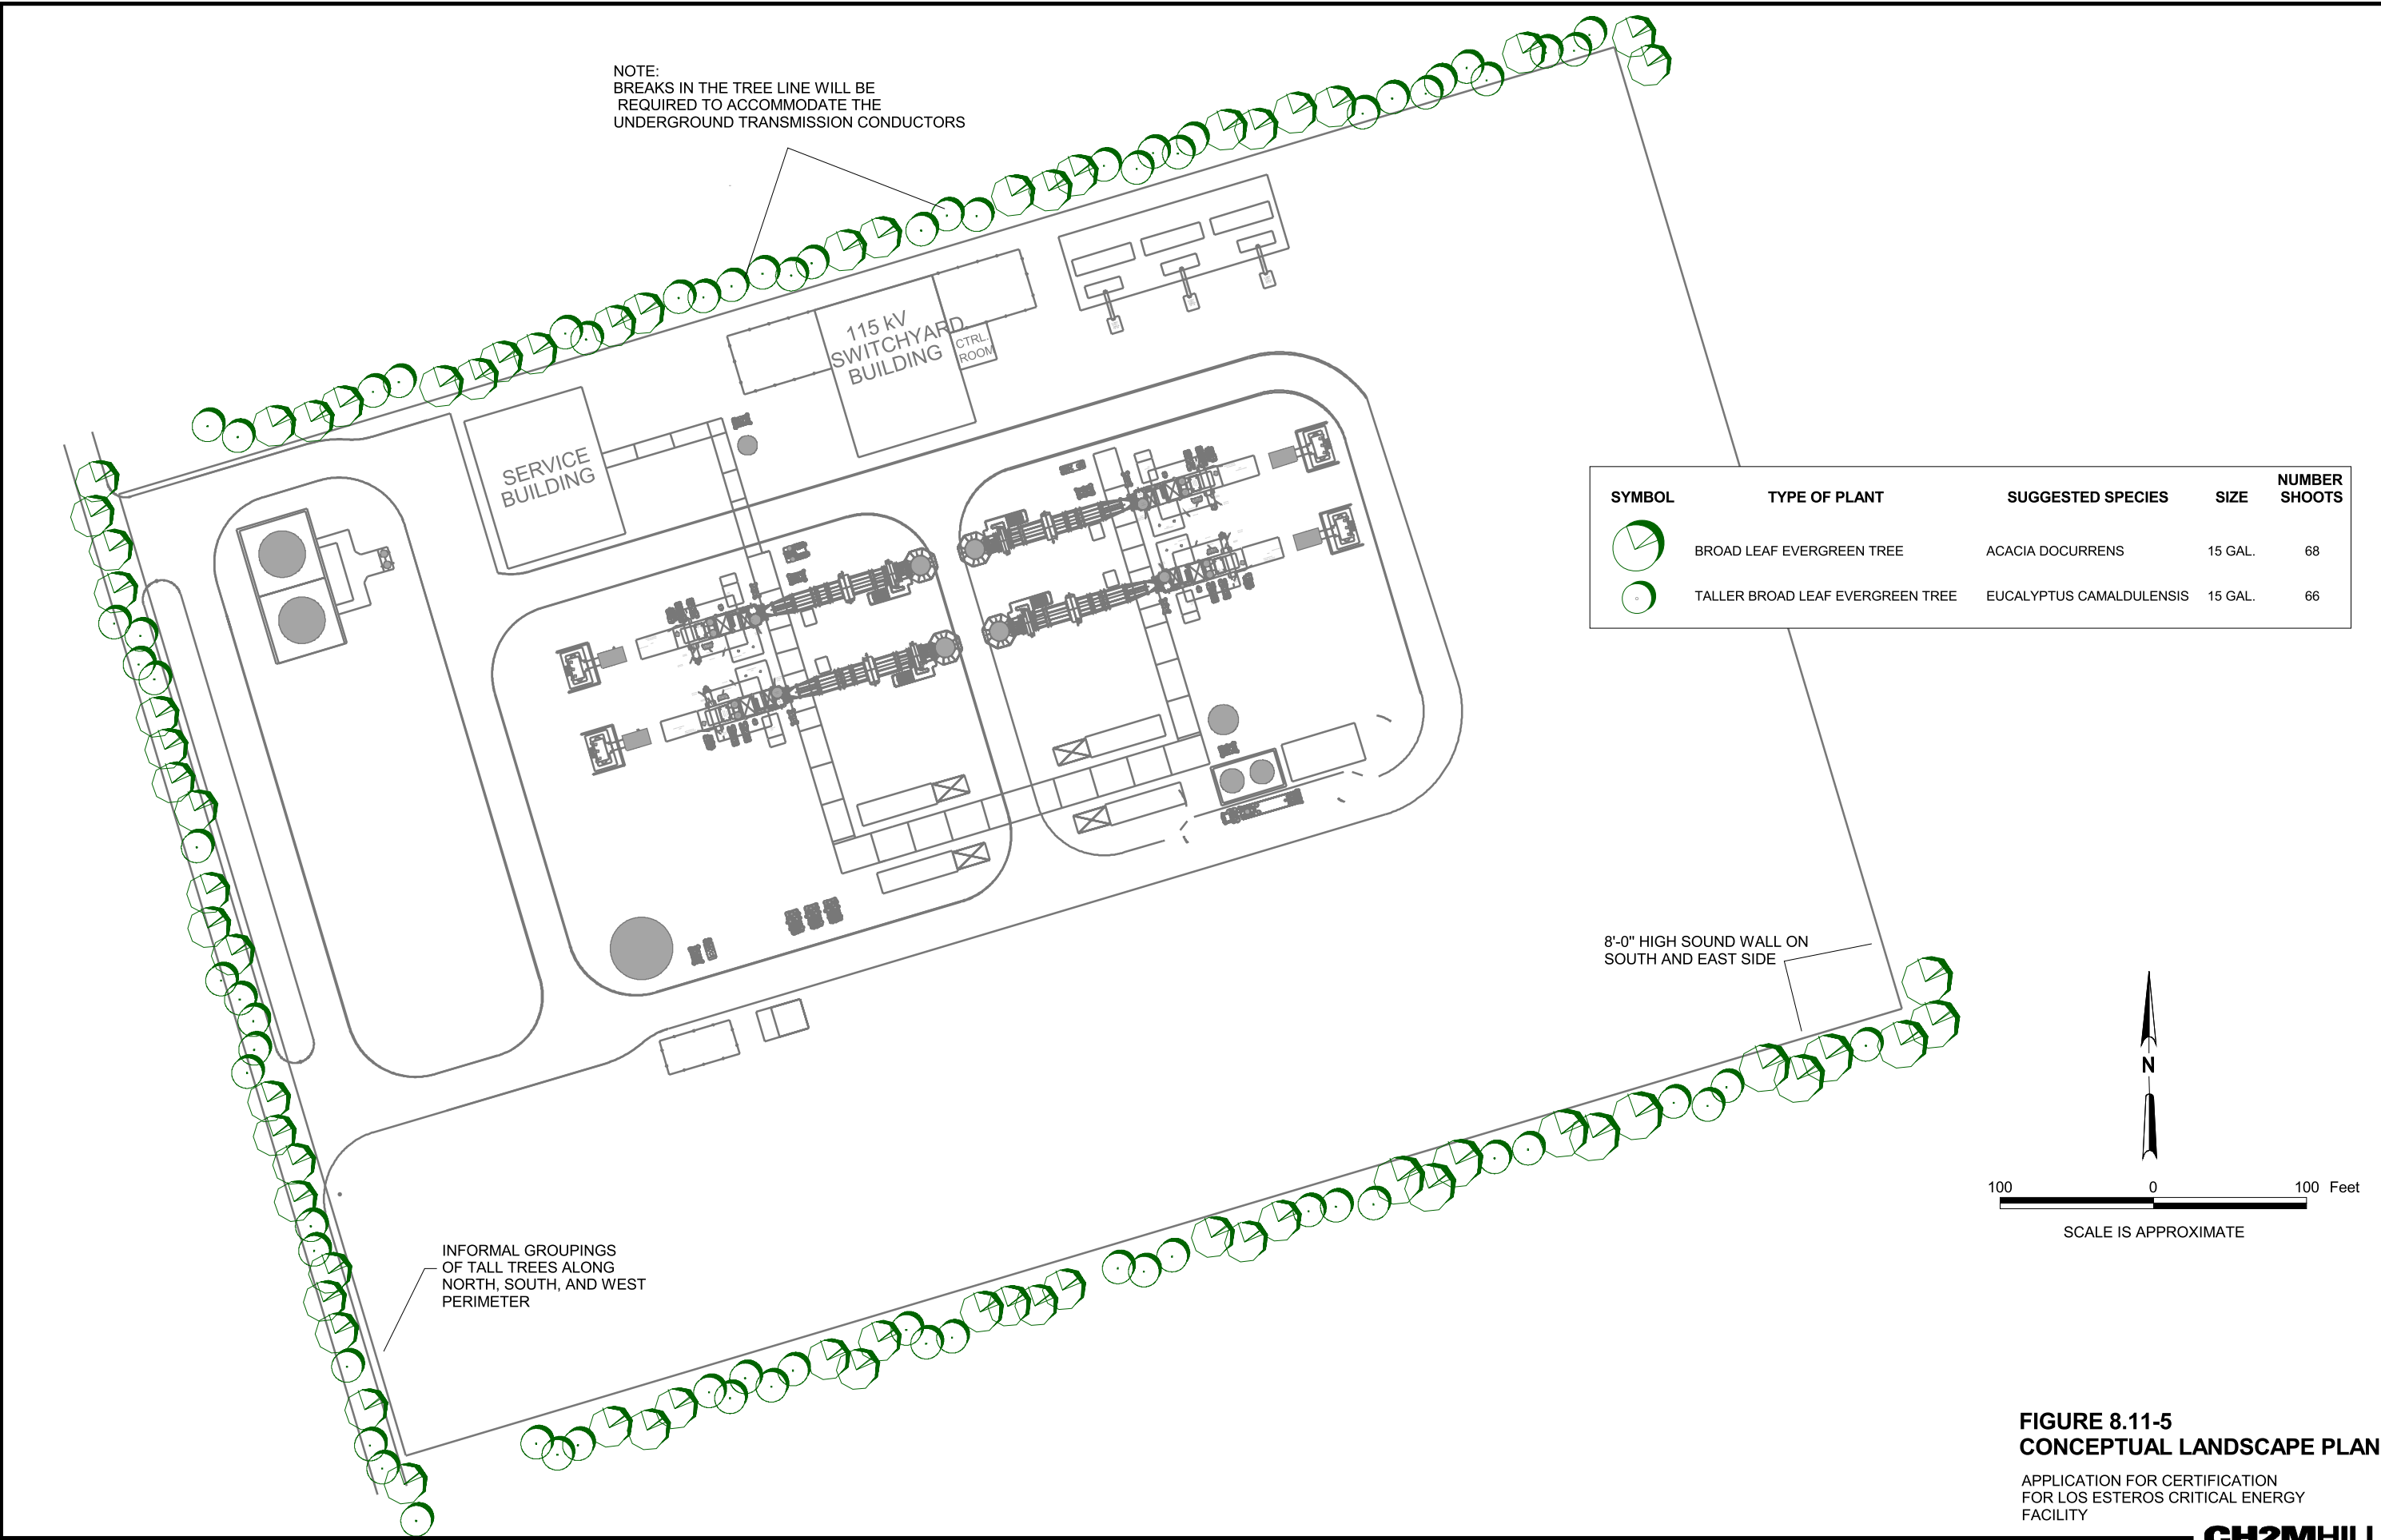 NOTE:
BREAKS IN THE TREE LINE WILL BE
REQUIRED TO ACCOMMODATE THE
UNDERGROUND TRANSMISSION CONDUCTORS
115 kV
SWITCHYARD
BUILDING
CTRL.
ROOM
SERVICE
BUILDING
SYMBOL TYPE OF PLANT SUGGESTED SPECIES SIZE NUMBER SHOOTS
BROAD LEAF EVERGREEN TREE ACACIA DOCURRENS 15 GAL. 68
TALLER BROAD LEAF EVERGREEN TREE EUCALYPTUS CAMALDULENSIS 15 GAL. 66
8'-0" HIGH SOUND WALL ON
SOUTH AND EAST SIDE
N
100 0 100 Feet
SCALE IS APPROXIMATE
INFORMAL GROUPINGS
OF TALL TREES ALONG
NORTH, SOUTH, AND WEST
PERIMETER
FIGURE 8.11-5
CONCEPTUAL LANDSCAPE PLAN
APPLICATION FOR CERTIFICATION
FOR LOS ESTEROS CRITICAL ENERGY
FACILITY
CH2MHILL